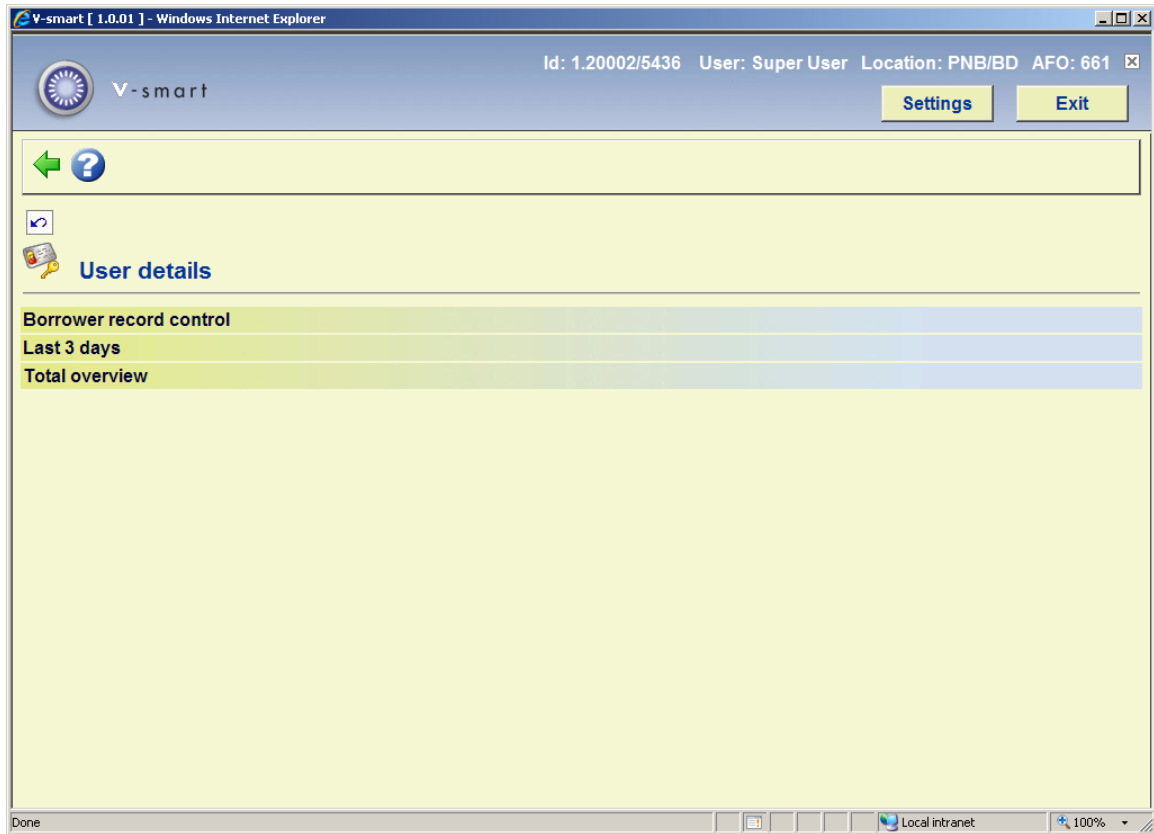 V-smart [ 1.0.01 ] - Windows Internet Explorer
Id: 1.20002/5436 User: Super User Location: PNB/BD AFO: 661
V-smart
Settings Exit
?
User details
Borrower record control
Last 3 days
Total overview
Done Local intranet 100%